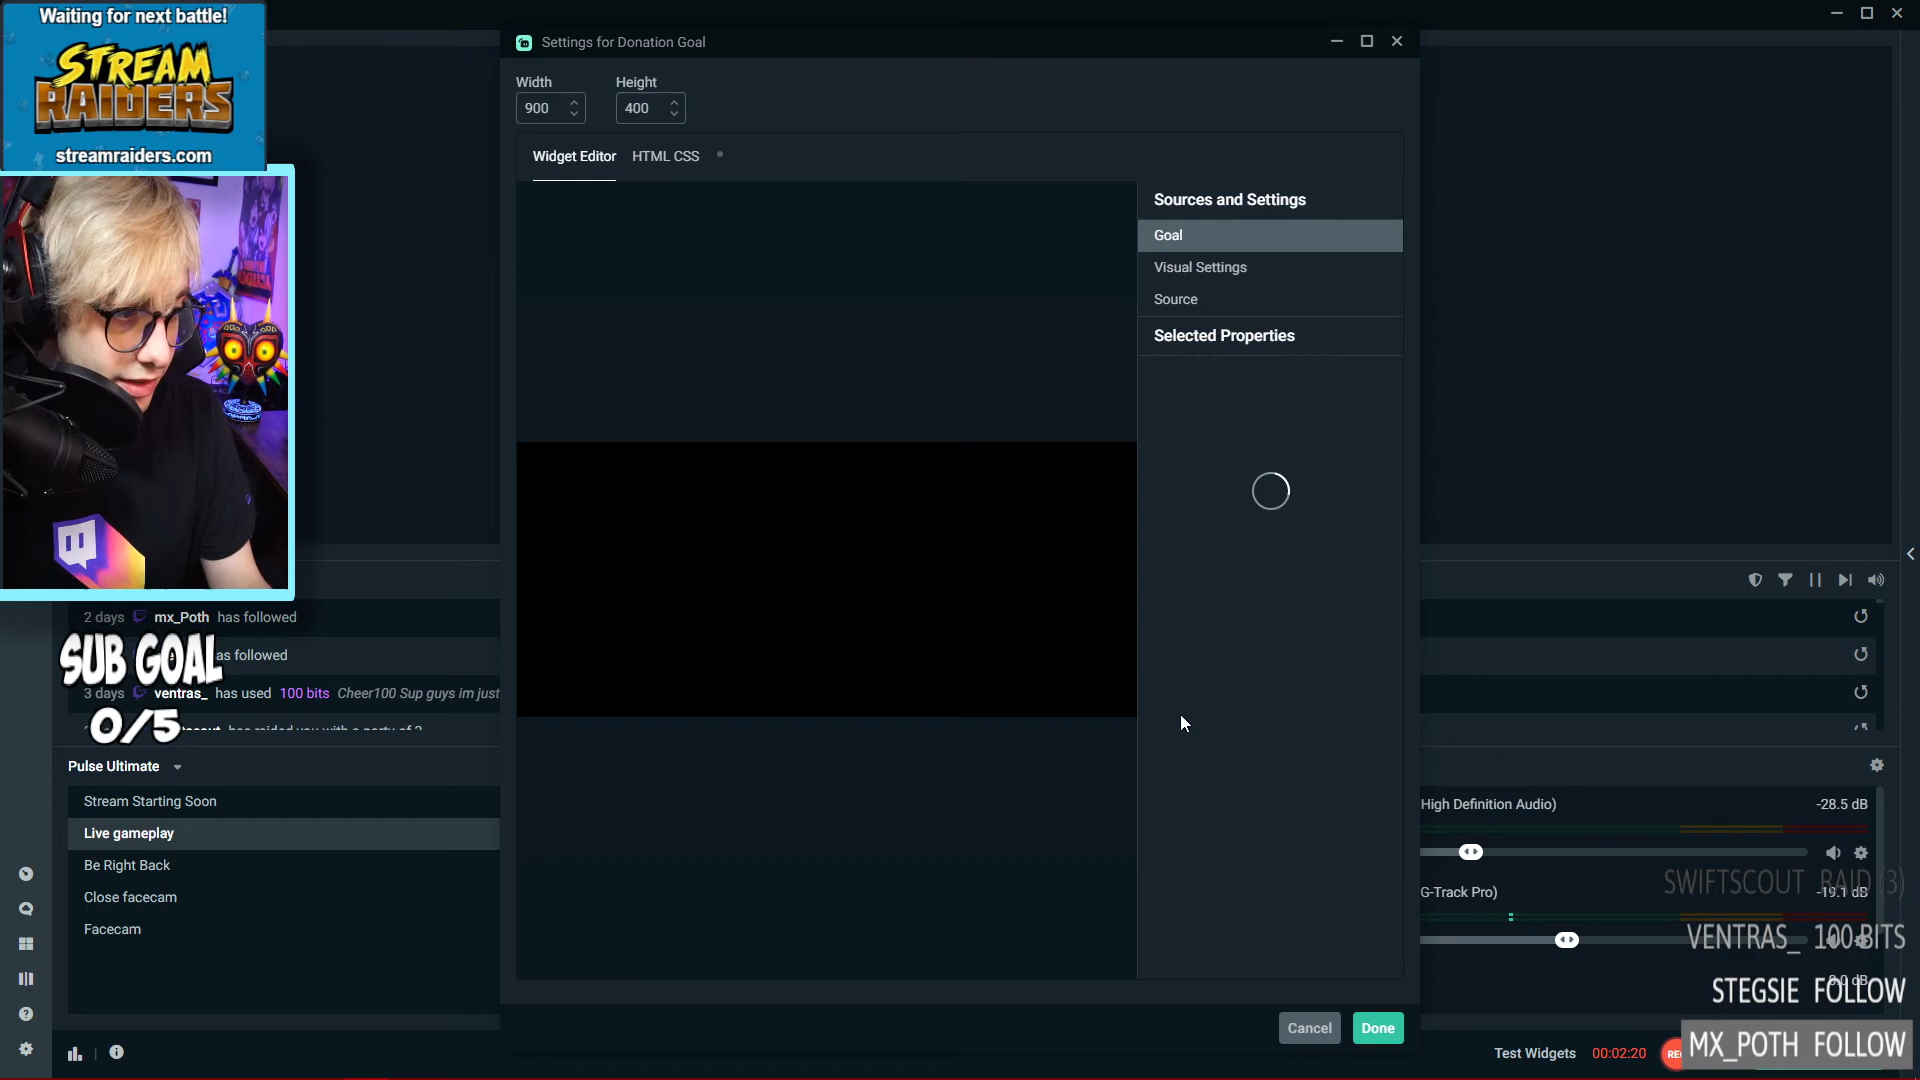 Waiting for next battle!
STREAM
RAIDERS
streamraiders.com
Settings for Donation Goal
Width
Height
900
400
Widget Editor
HTML CSS
Sources and Settings
Goal
Visual Settings
Source
Selected Properties
2 days mx_Poth has followed
as followed
3 days ventras_ has used 100 bits Cheer100 Sup guys im just
SUB GOAL
0/5
Pulse Ultimate
Stream Starting Soon
Live gameplay
Be Right Back
Close facecam
Facecam
High Definition Audio)
-28.5 dB
G-Track Pro)
-19.1 dB
SWIFTSCOUT RAID (3)
VENTRAS_ 100 BITS
STEGSIE FOLLOW
MX_POTH FOLLOW
Cancel
Done
Test Widgets
00:02:20